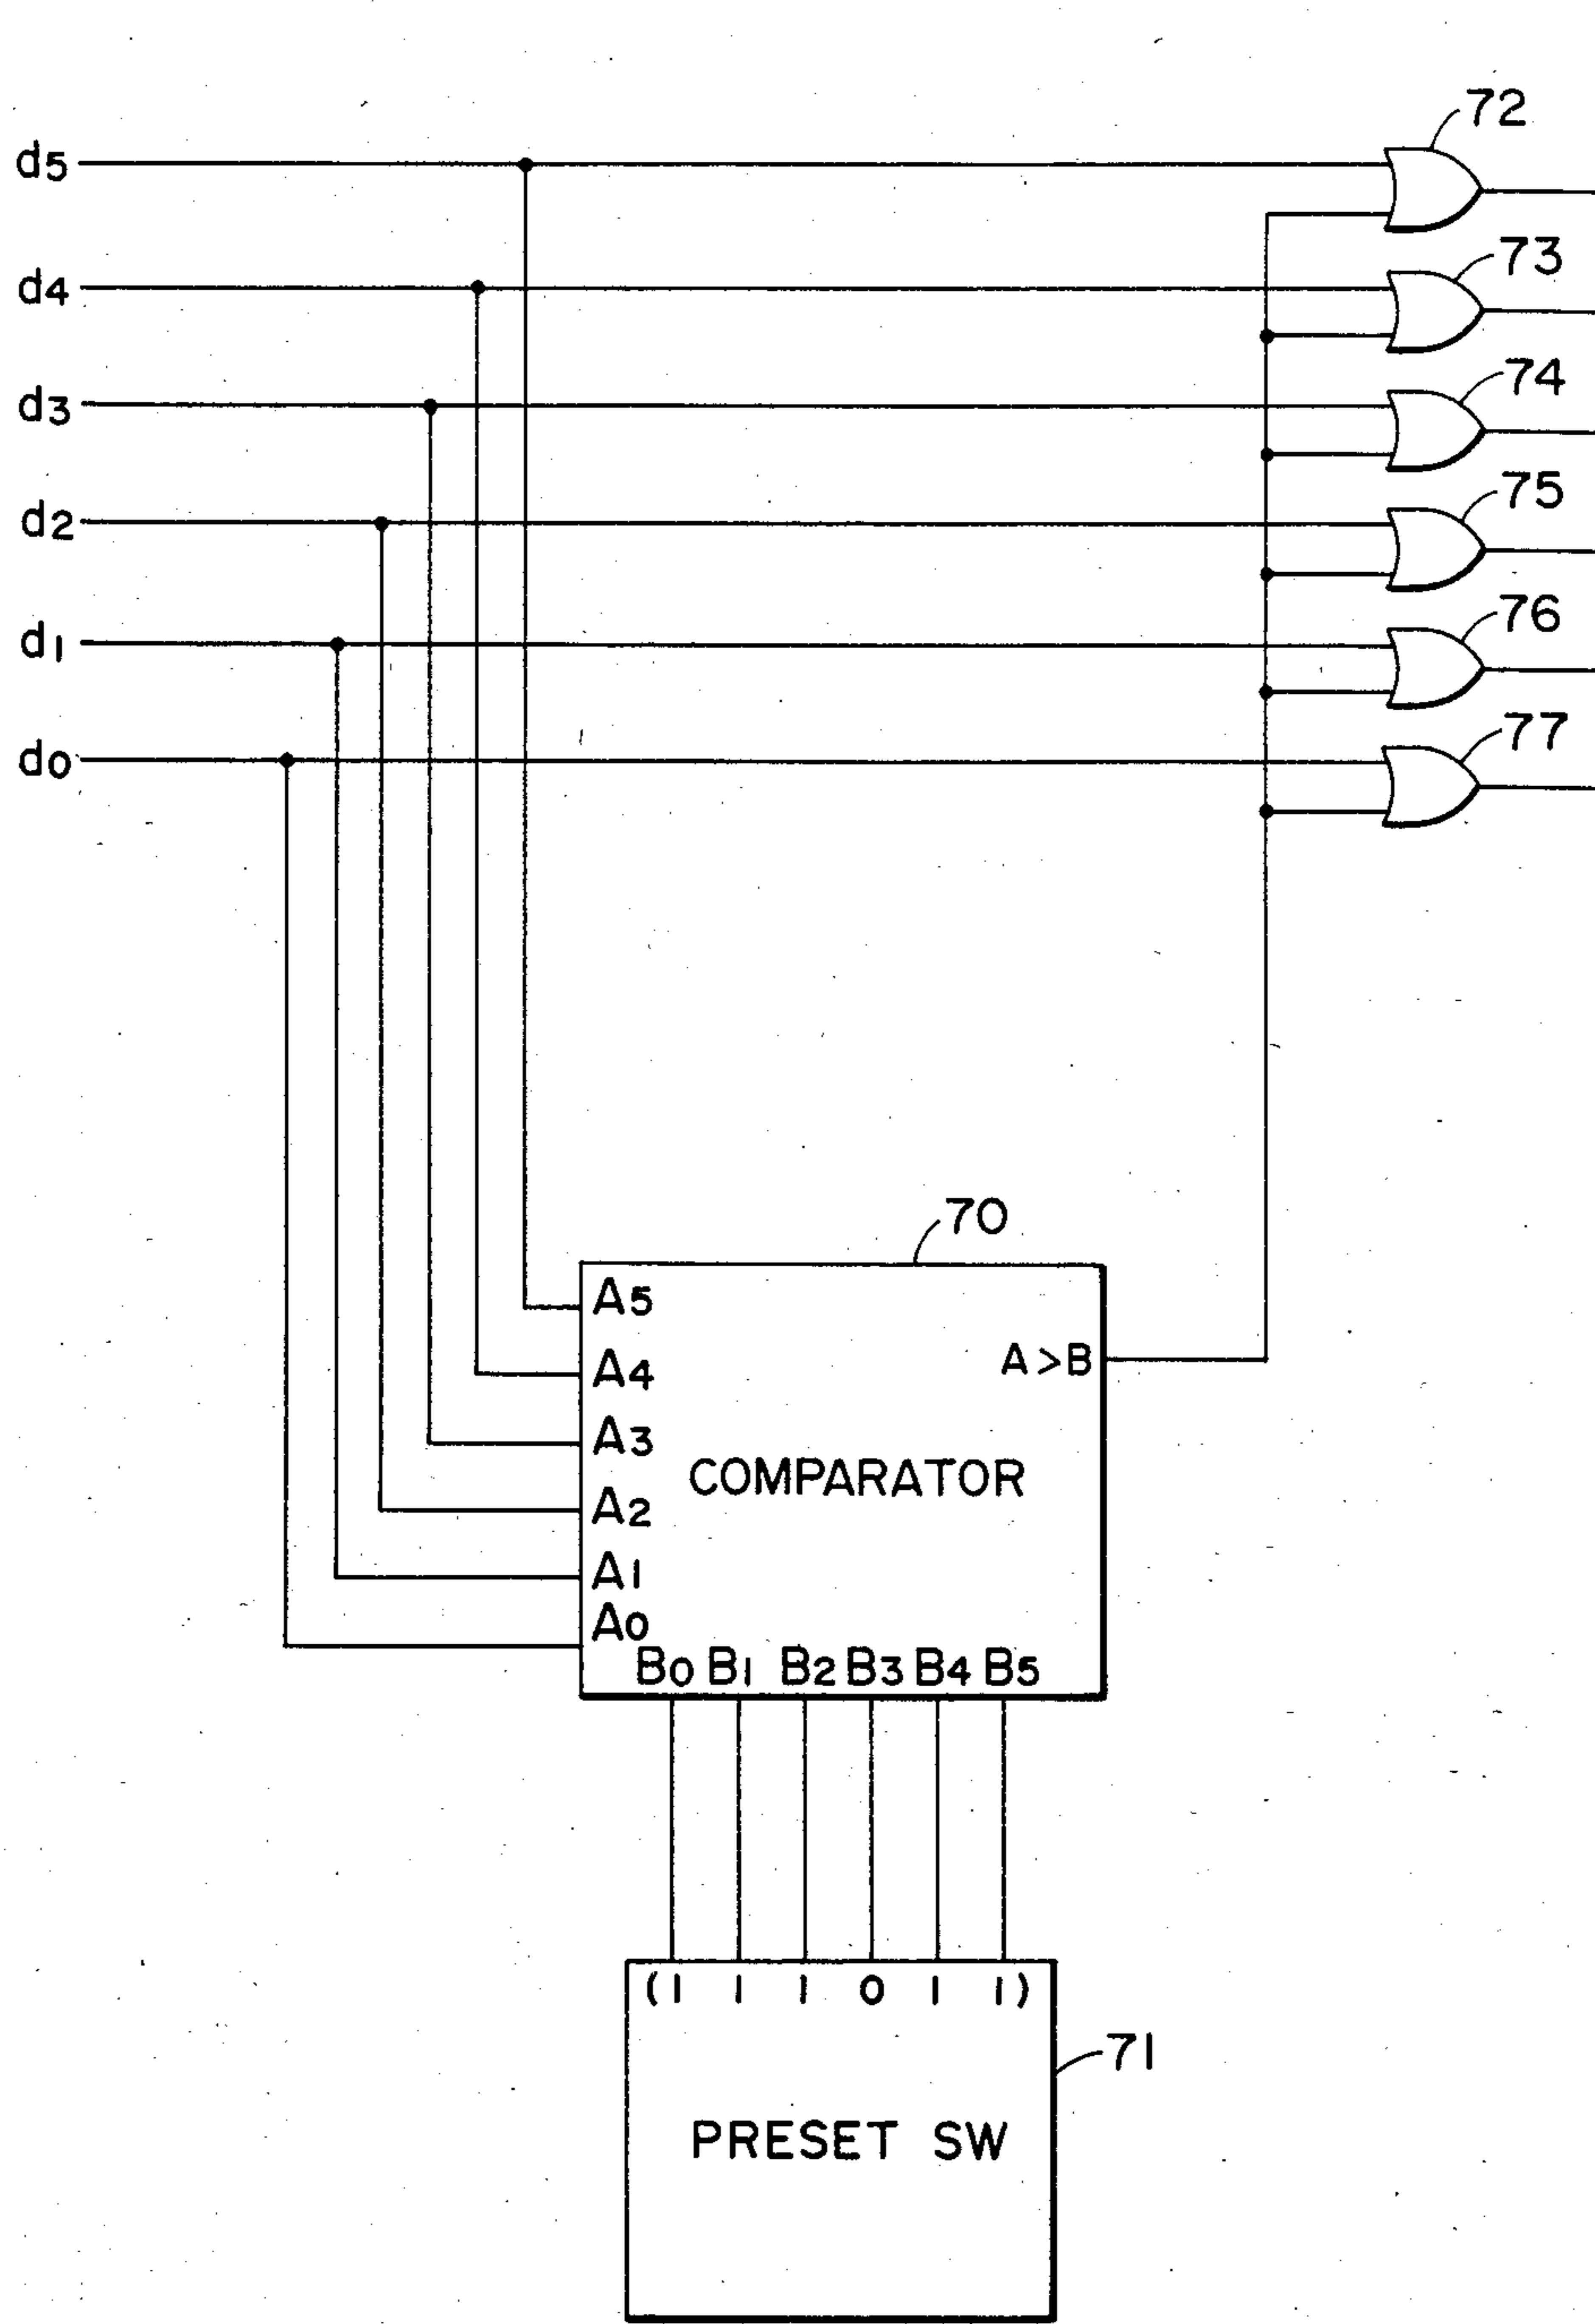 72
d5
73
d4
74
d3
75
d2
76
d1
77
d0
70
A5
A>B
A4
A3
COMPARATOR
A2
A1
A0
B0 B1 B2 B3 B4 B5
(1 1 1 0 1 1)
71
PRESET SW